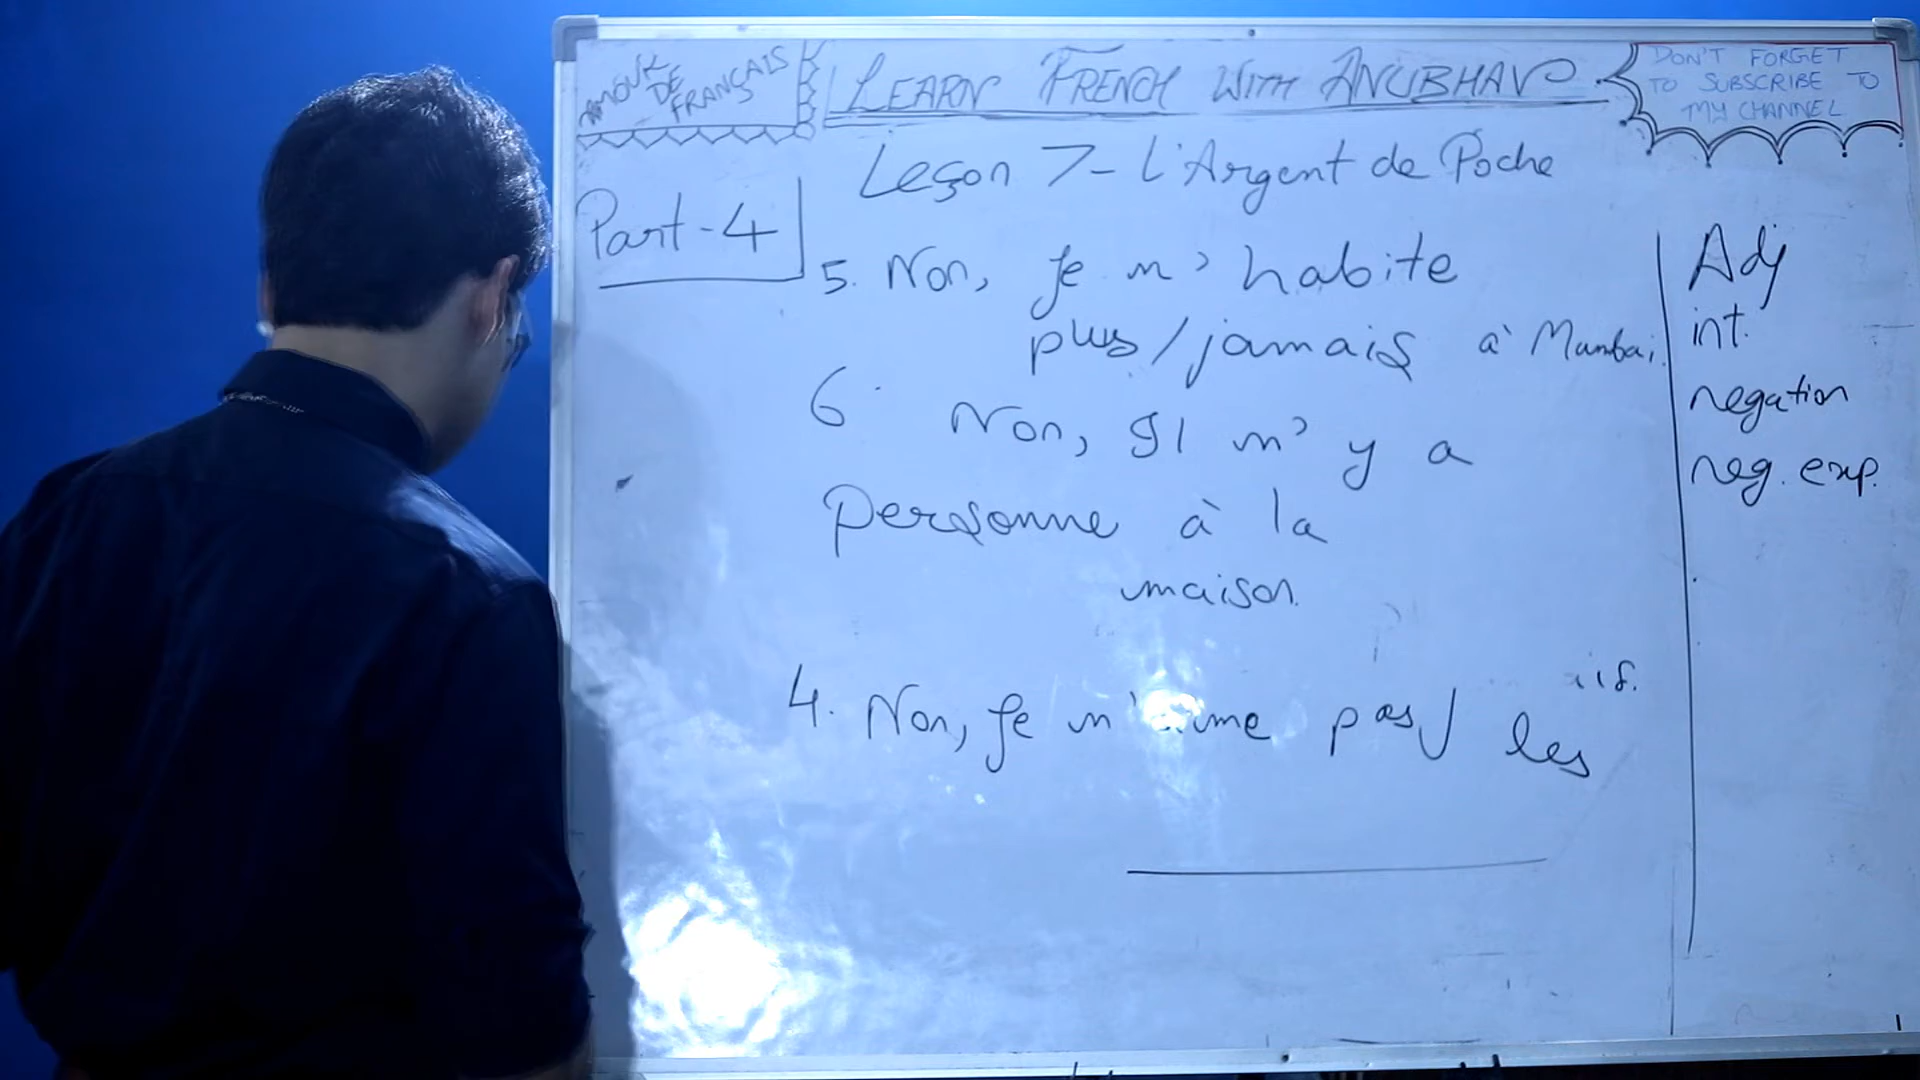 AMOUR
DE
FRANÇAIS
LEARN FRENCH WITH ANUBHAV
DON'T FORGET
TO SUBSCRIBE TO
MY CHANNEL
Leçon 7- L'Argent de Poche
Part-4
5. Non, Je n'habite
plus/jamais à Mumbai.
6 Non, Il n'y a
personne à la
maison.
4. Non, Je n'aime pas les
Adj
int.
negation
neg. exp.